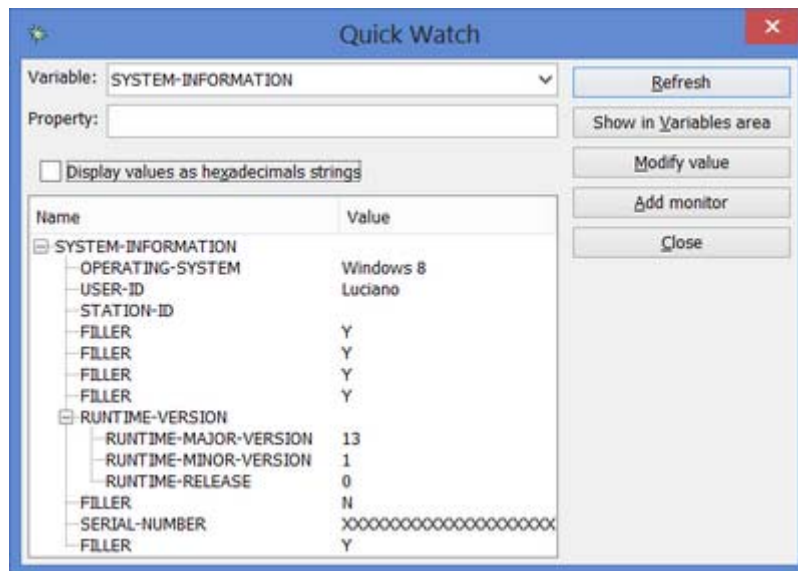 Quick Watch
Variable: SYSTEM-INFORMATION
Refresh
Property:
Show in Variables area
Display values as hexadecimals strings
Modify value
Add monitor
Close
Name Value
SYSTEM-INFORMATION
OPERATING-SYSTEM Windows 8
USER-ID Luciano
STATION-ID
FILLER Y
FILLER Y
FILLER Y
FILLER Y
RUNTIME-VERSION
RUNTIME-MAJOR-VERSION 13
RUNTIME-MINOR-VERSION 1
RUNTIME-RELEASE 0
FILLER N
SERIAL-NUMBER XXXXXXXXXXXXXXXXXXXXX
FILLER Y